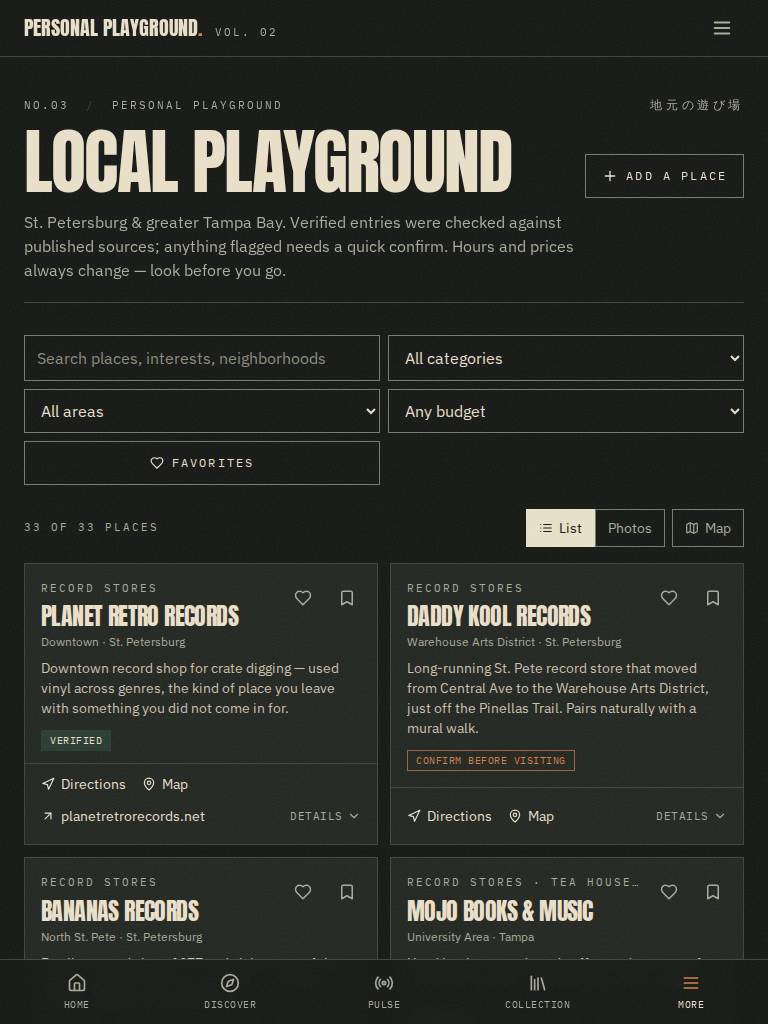 PERSONAL PLAYGROUND. VOL. 02
NO.03 / PERSONAL PLAYGROUND
地元の遊び場
LOCAL PLAYGROUND
ADD A PLACE
St. Petersburg & greater Tampa Bay. Verified entries were checked against
published sources; anything flagged needs a quick confirm. Hours and prices
always change — look before you go.
Search places, interests, neighborhoods
All categories
All areas
Any budget
FAVORITES
33 OF 33 PLACES
List
Photos
Map
RECORD STORES
PLANET RETRO RECORDS
Downtown · St. Petersburg
Downtown record shop for crate digging — used
vinyl across genres, the kind of place you leave
with something you did not come in for.
VERIFIED
Directions
Map
planetretrorecords.net
DETAILS
RECORD STORES
DADDY KOOL RECORDS
Warehouse Arts District · St. Petersburg
Long-running St. Pete record store that moved
from Central Ave to the Warehouse Arts District,
just off the Pinellas Trail. Pairs naturally with a
mural walk.
CONFIRM BEFORE VISITING
Directions
Map
DETAILS
RECORD STORES
BANANAS RECORDS
North St. Pete · St. Petersburg
RECORD STORES · TEA HOUSE…
MOJO BOOKS & MUSIC
University Area · Tampa
HOME
DISCOVER
PULSE
COLLECTION
MORE